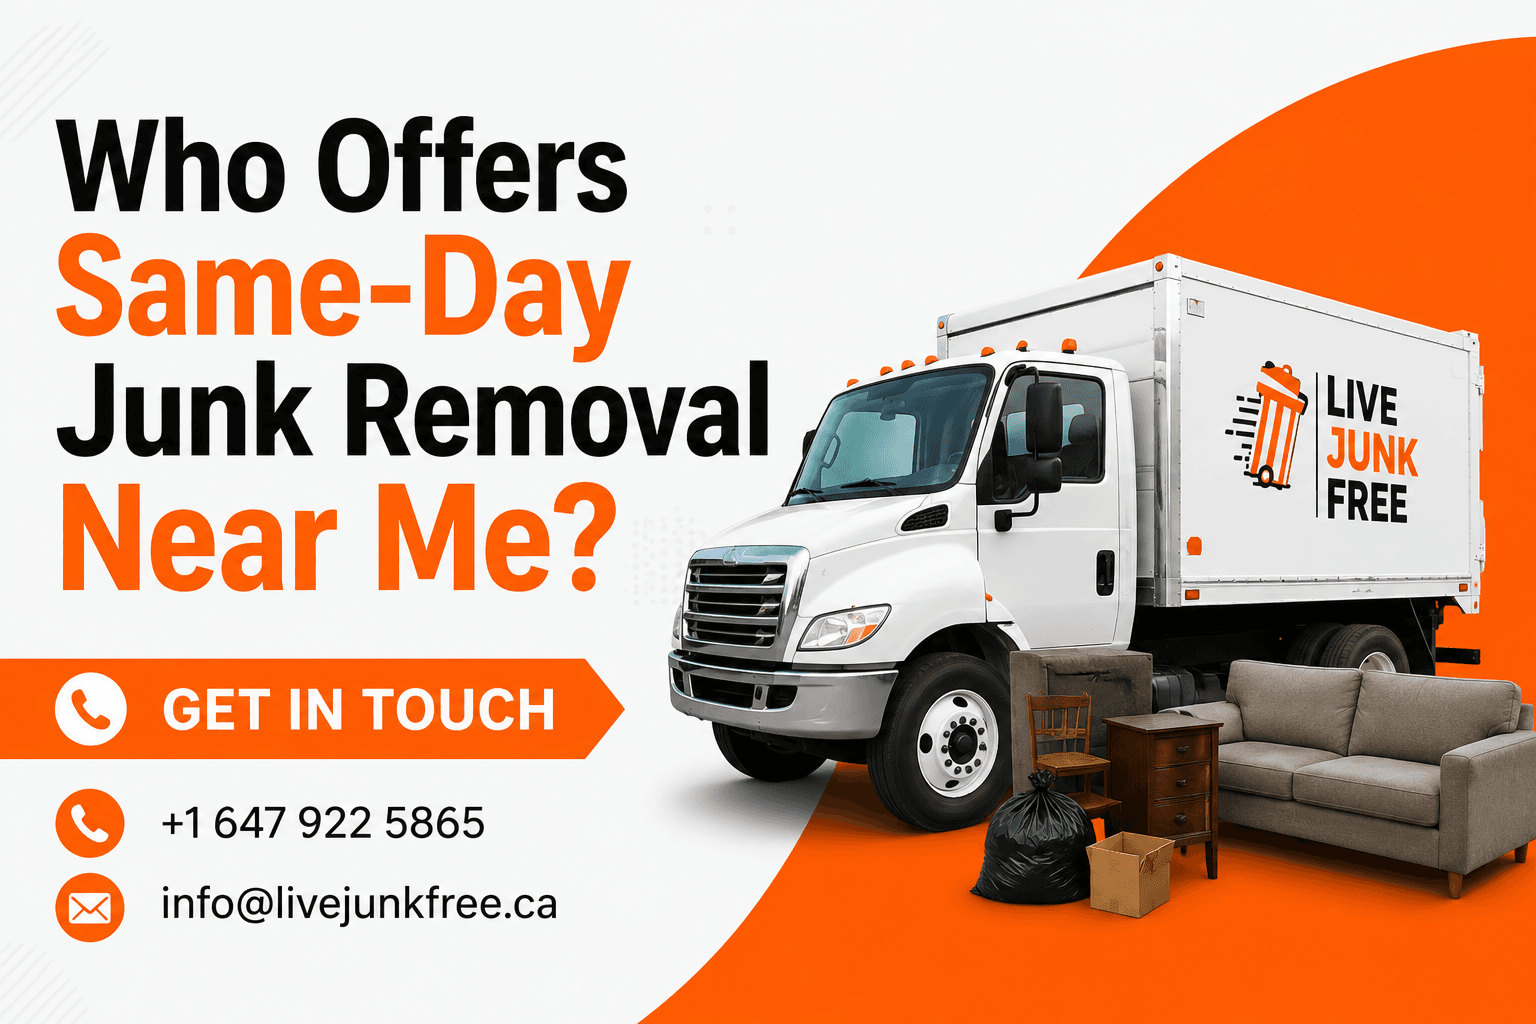 Who Offers
Same-Day
Junk Removal
Near Me?
GET IN TOUCH
+1 647 922 5865
info@livejunkfree.ca
LIVE
JUNK
FREE